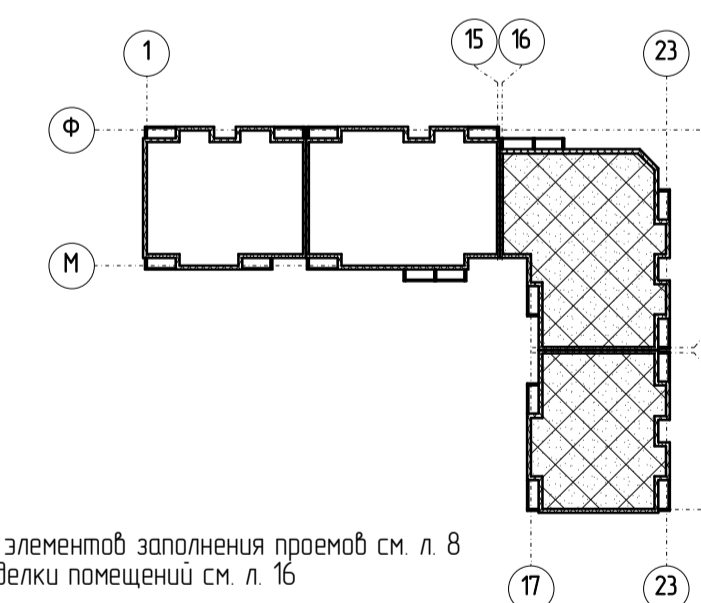 1 15 16 23
Ф
М
элементов заполнения проемов см. л. 8
делки помещений см. л. 16
17 23